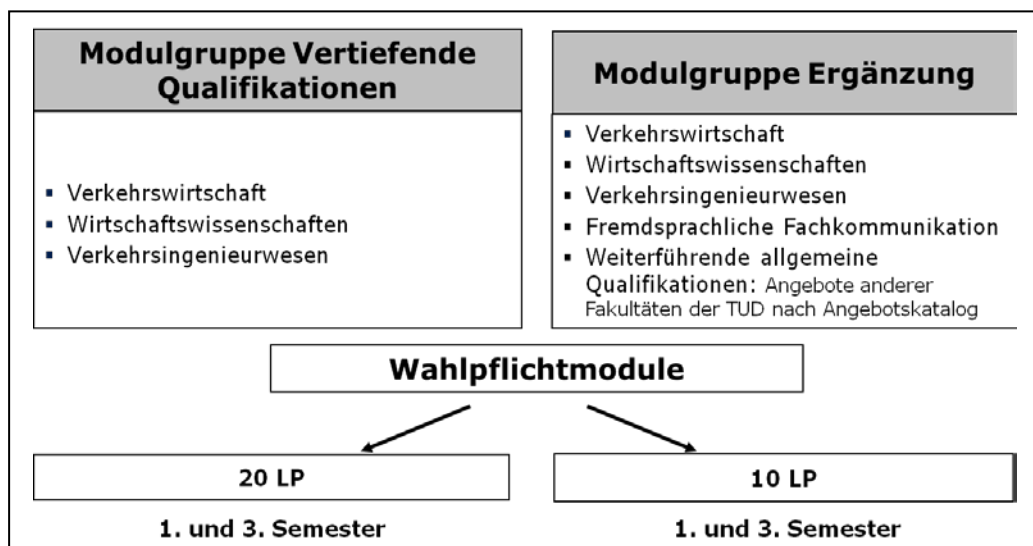 Modulgruppe Vertiefende
Qualifikationen
▪ Verkehrswirtschaft
▪ Wirtschaftswissenschaften
▪ Verkehrsingenieurwesen
Modulgruppe Ergänzung
▪ Verkehrswirtschaft
▪ Wirtschaftswissenschaften
▪ Verkehrsingenieurwesen
▪ Fremdsprachliche Fachkommunikation
▪ Weiterführende allgemeine
Qualifikationen: Angebote anderer
Fakultäten der TUD nach Angebotskatalog
Wahlpflichtmodule
20 LP
10 LP
1. und 3. Semester
1. und 3. Semester